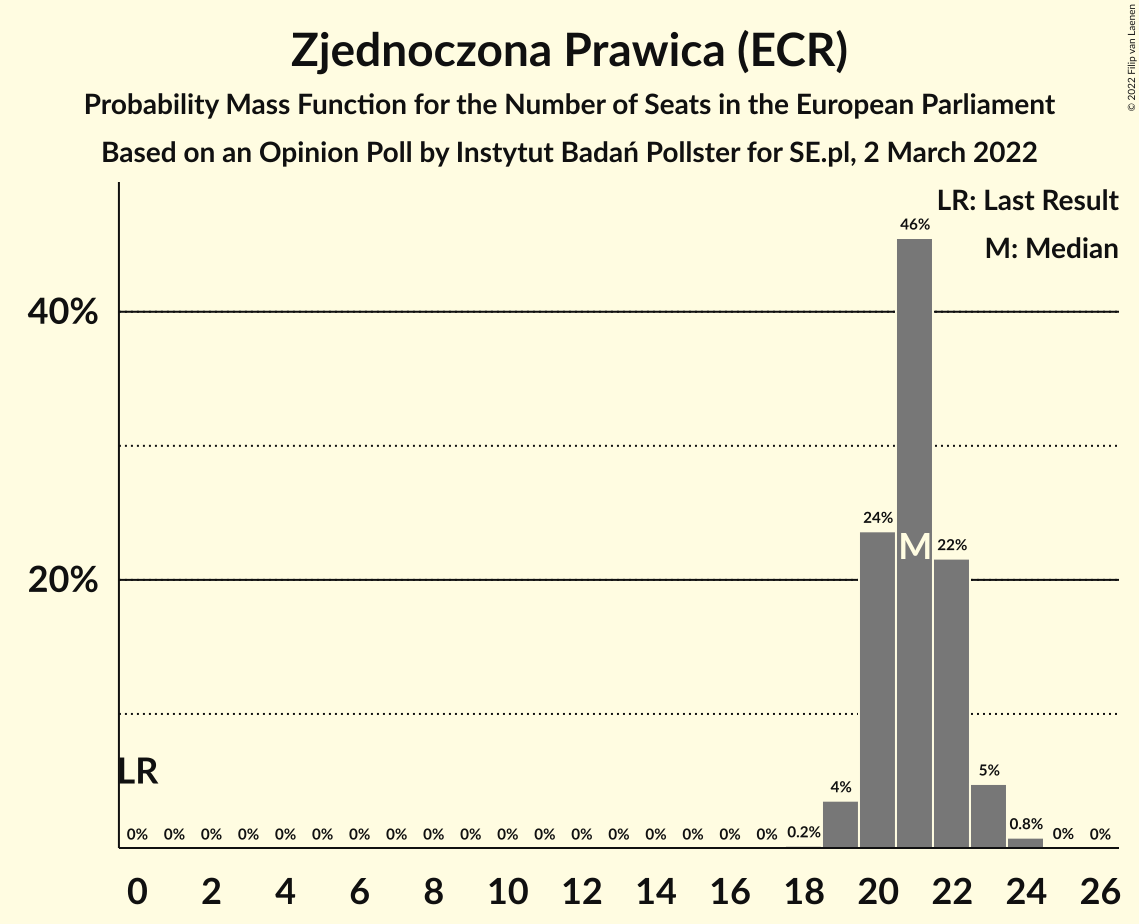 Zjednoczona Prawica (ECR)
Probability Mass Function for the Number of Seats in the European Parliament
Based on an Opinion Poll by Instytut Badań Pollster for SE.pl, 2 March 2022
© 2022 Filip van Laenen
LR: Last Result
M: Median
46%
40%
24%
M
22%
20%
LR
5%
4%
0% 0% 0% 0% 0% 0% 0% 0% 0% 0% 0% 0% 0% 0% 0% 0% 0% 0% 0.2% 0.8% 0% 0%
0 2 4 6 8 10 12 14 16 18 20 22 24 26